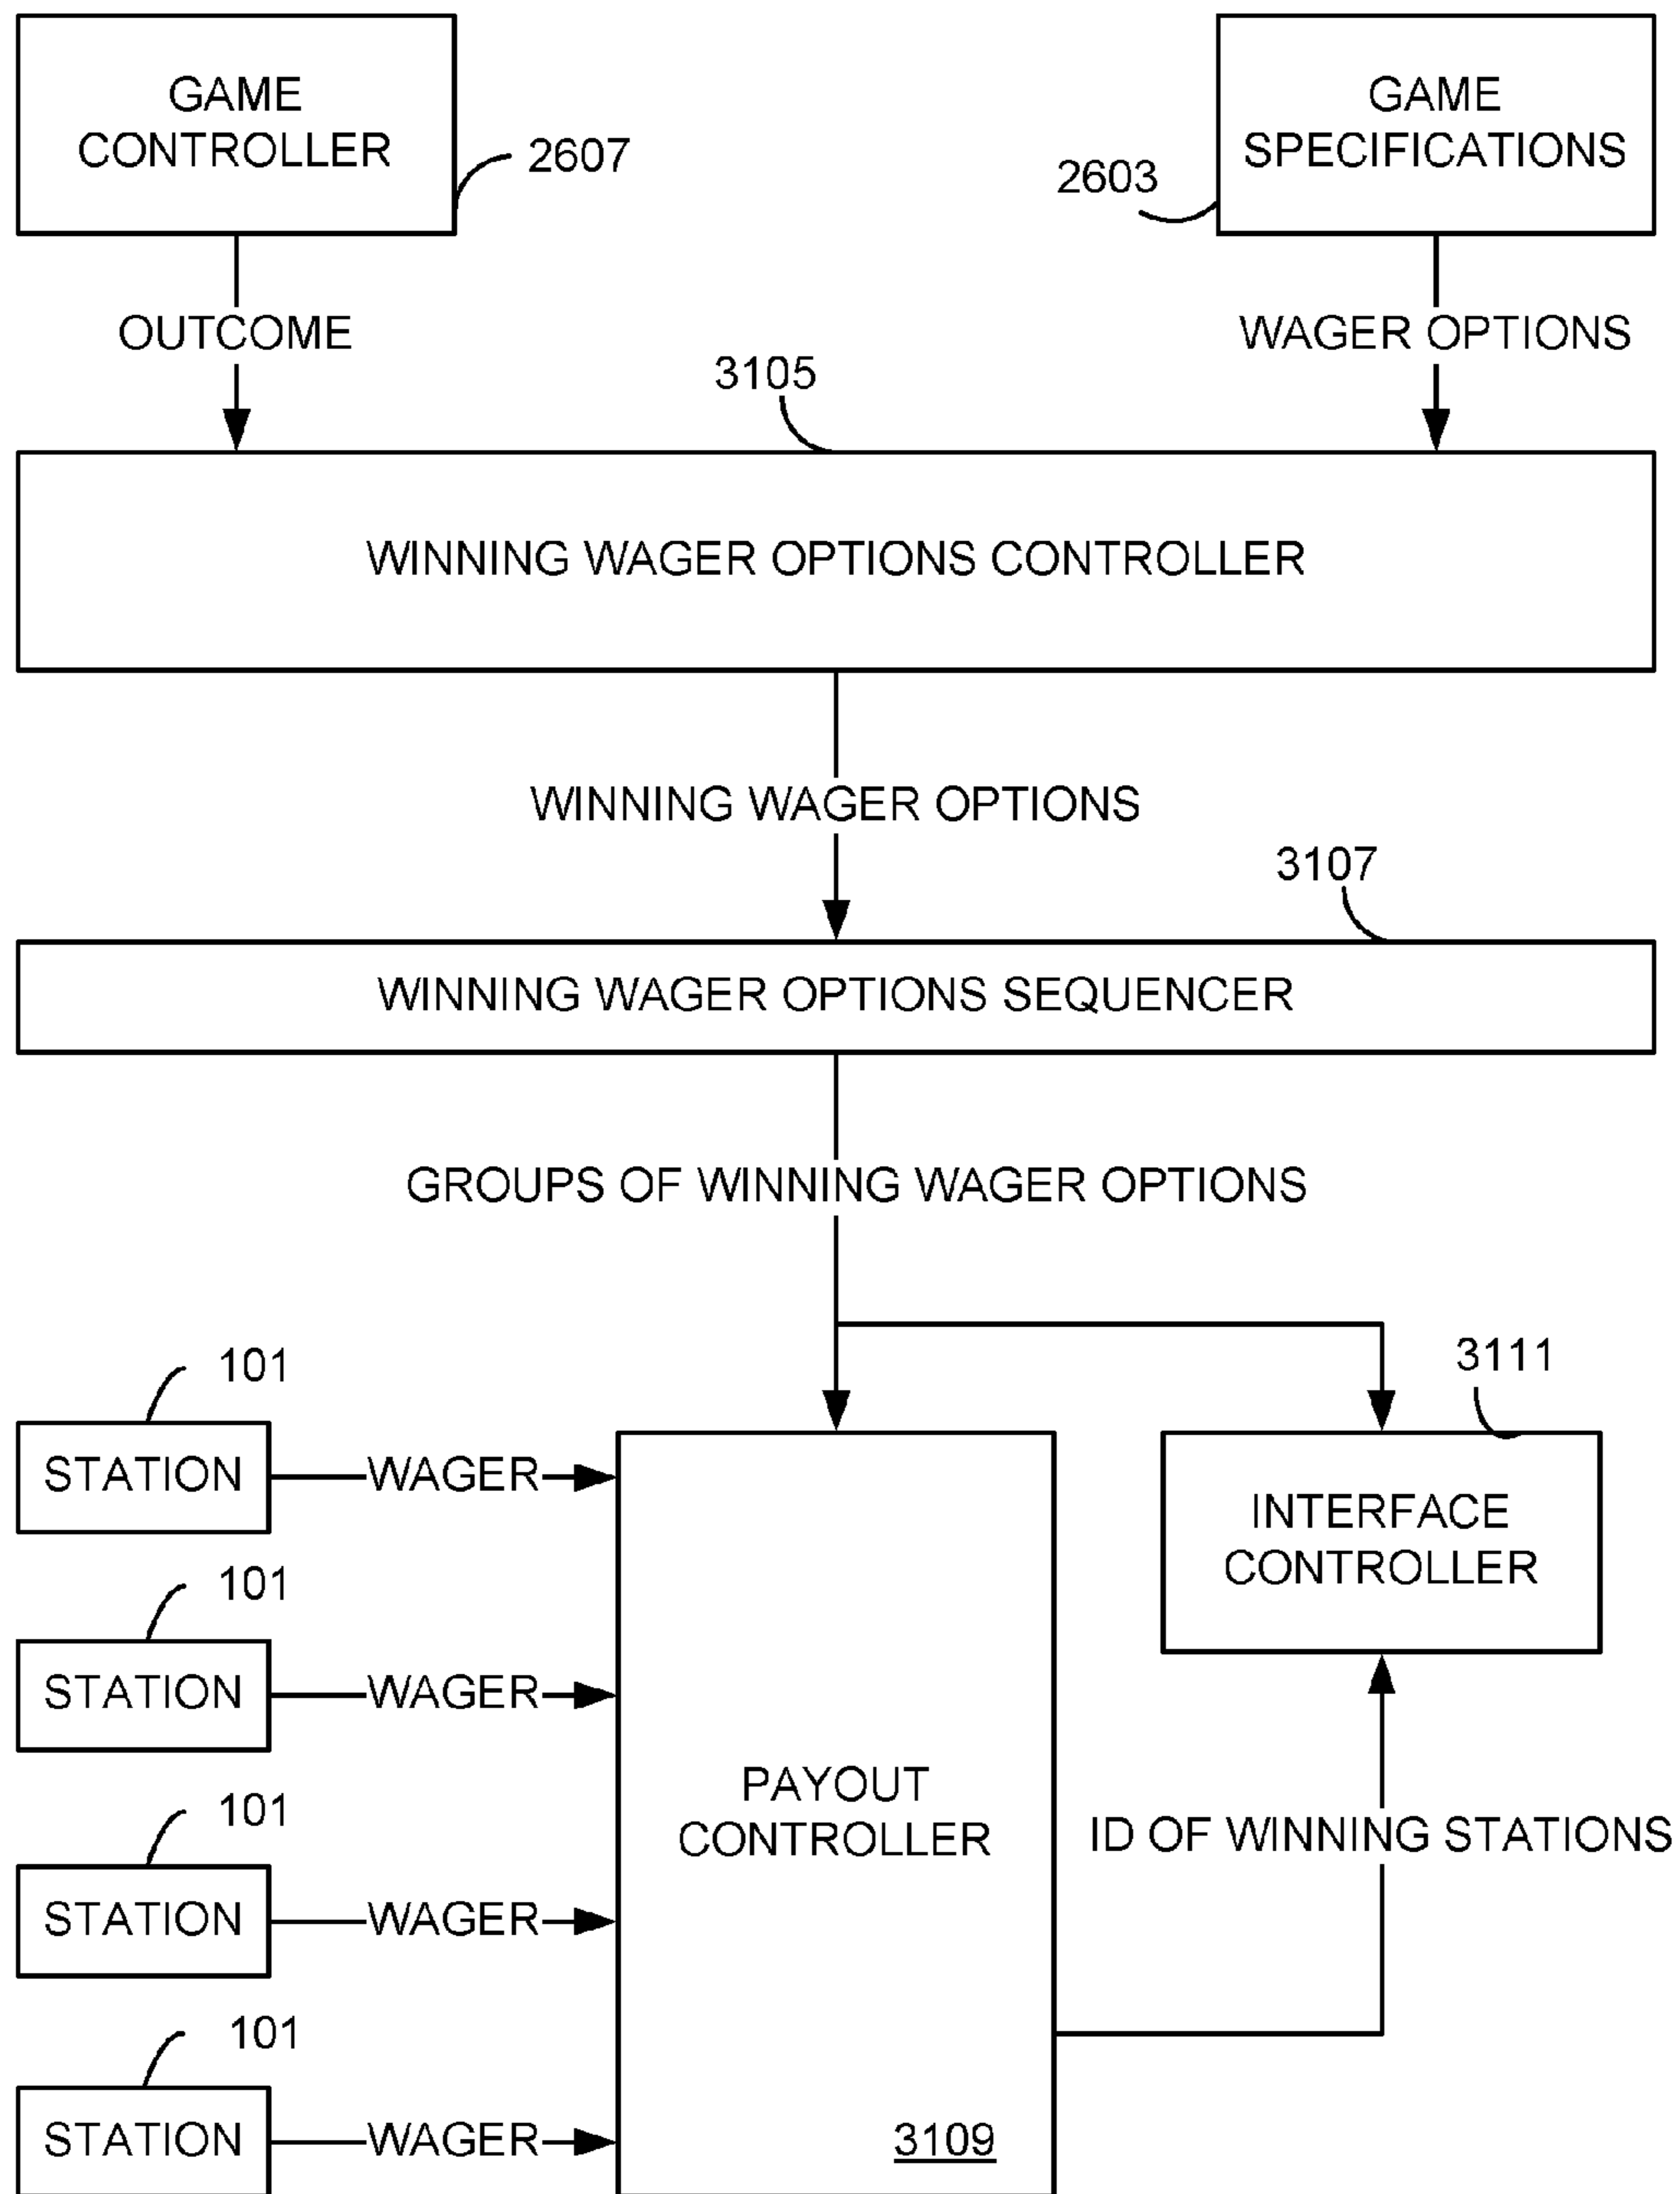 GAME
CONTROLLER
2607
GAME
SPECIFICATIONS
2603
OUTCOME
WAGER OPTIONS
3105
WINNING WAGER OPTIONS CONTROLLER
WINNING WAGER OPTIONS
3107
WINNING WAGER OPTIONS SEQUENCER
GROUPS OF WINNING WAGER OPTIONS
101
STATION
WAGER
101
STATION
WAGER
101
STATION
WAGER
101
STATION
WAGER
PAYOUT
CONTROLLER
3109
3111
INTERFACE
CONTROLLER
ID OF WINNING STATIONS